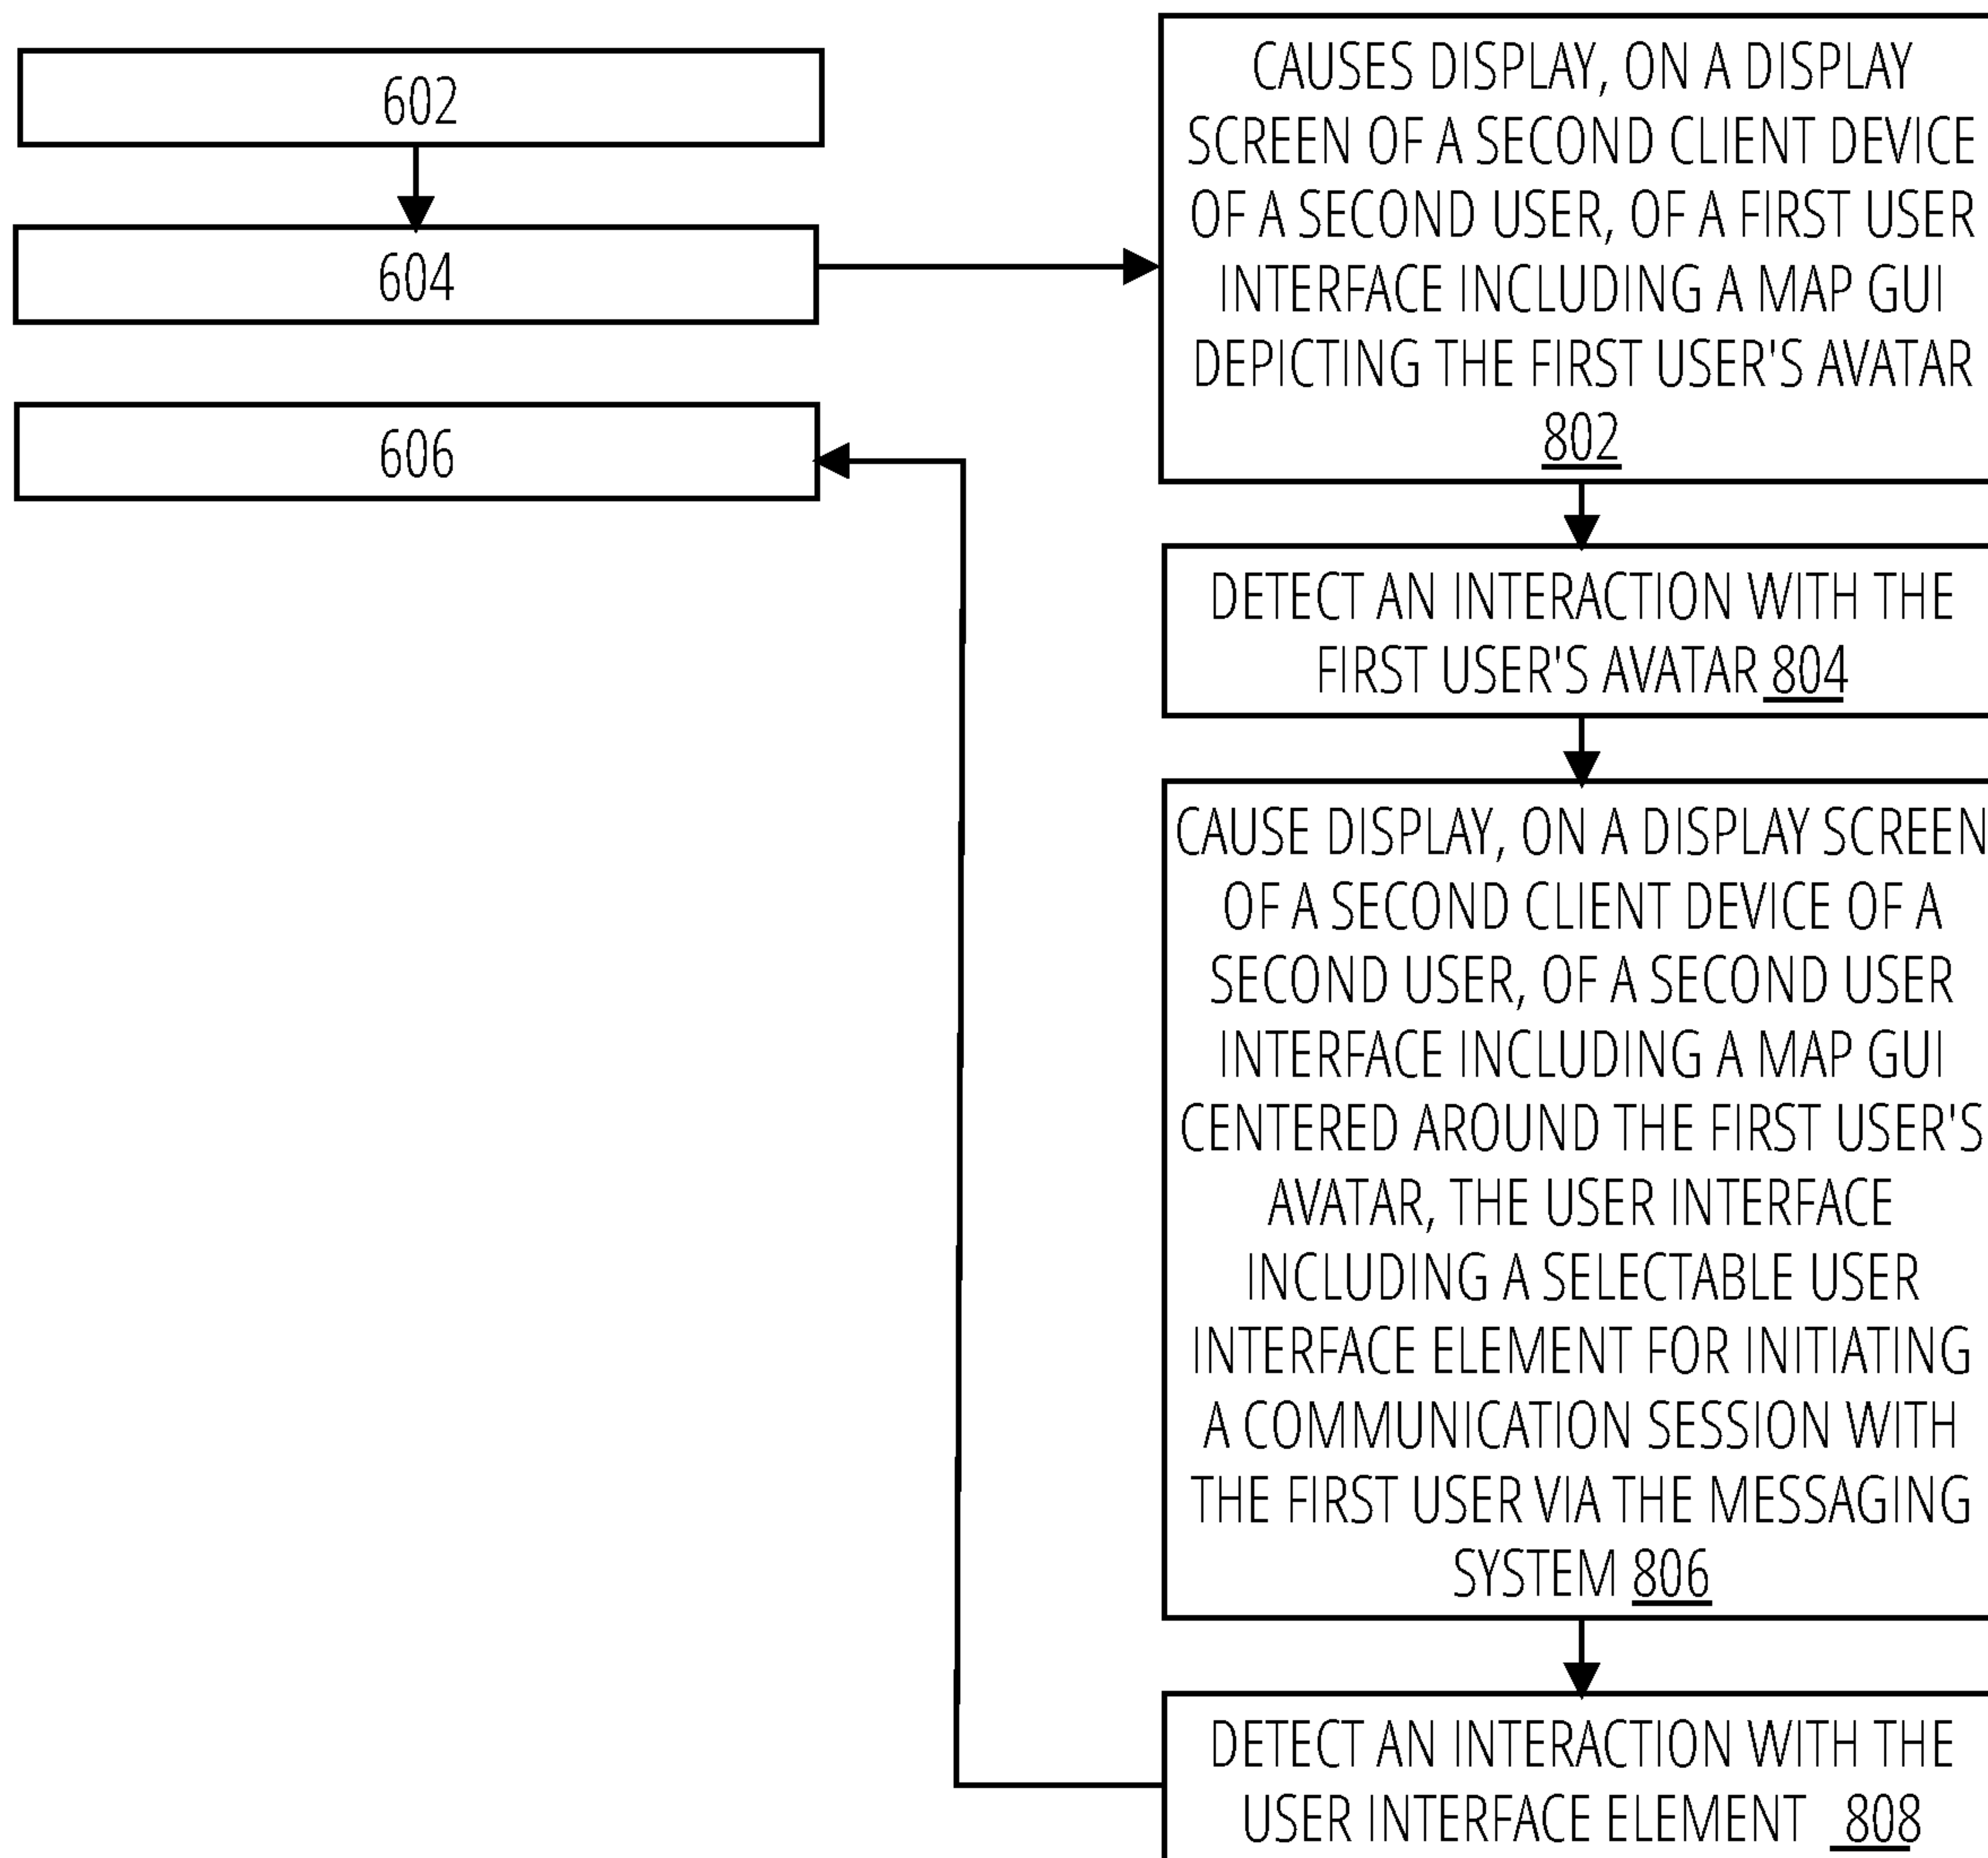 602
604
606
CAUSES DISPLAY, ON A DISPLAY
SCREEN OF A SECOND CLIENT DEVICE
OF A SECOND USER, OF A FIRST USER
INTERFACE INCLUDING A MAP GUI
DEPICTING THE FIRST USER'S AVATAR
802
DETECT AN INTERACTION WITH THE
FIRST USER'S AVATAR 804
CAUSE DISPLAY, ON A DISPLAY SCREEN
OF A SECOND CLIENT DEVICE OF A
SECOND USER, OF A SECOND USER
INTERFACE INCLUDING A MAP GUI
CENTERED AROUND THE FIRST USER'S
AVATAR, THE USER INTERFACE
INCLUDING A SELECTABLE USER
INTERFACE ELEMENT FOR INITIATING
A COMMUNICATION SESSION WITH
THE FIRST USER VIA THE MESSAGING
SYSTEM 806
DETECT AN INTERACTION WITH THE
USER INTERFACE ELEMENT 808